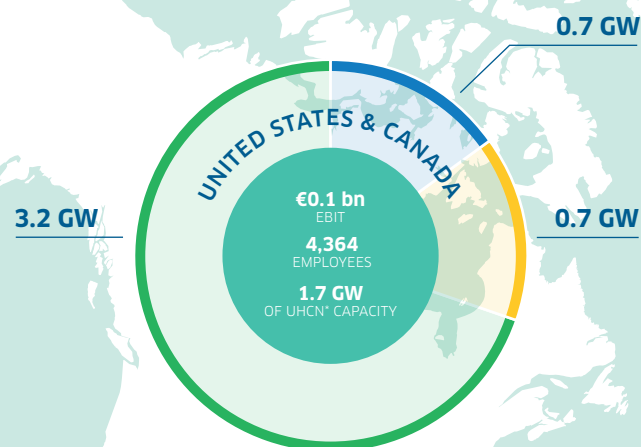 0.7 GW
UNITED STATES & CANADA
3.2 GW
€0.1 bn
EBIT
4,364
EMPLOYEES
1.7 GW
OF UHCN* CAPACITY
0.7 GW